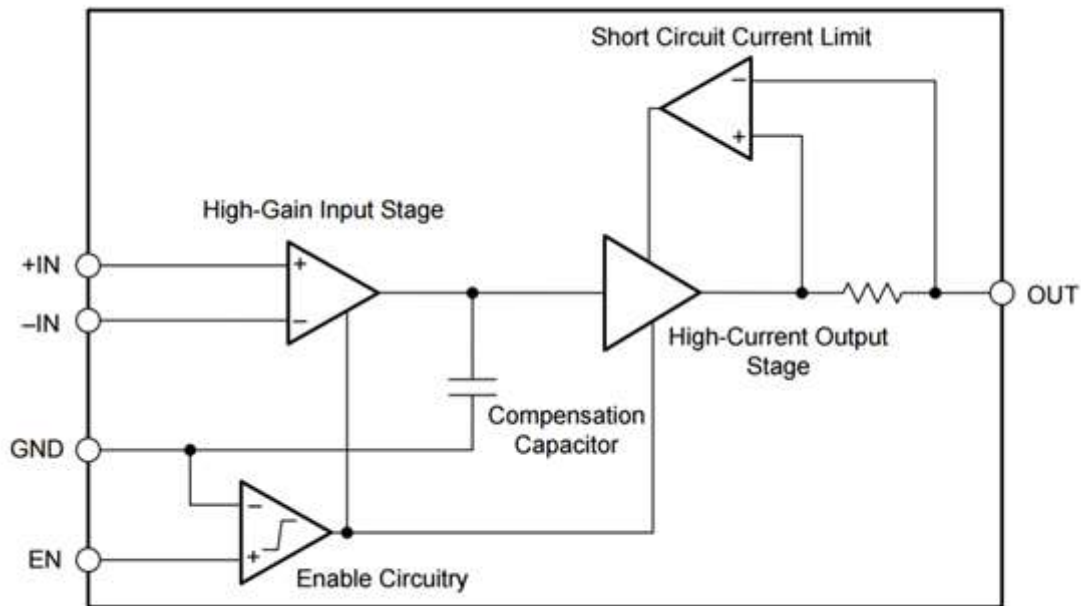 Short Circuit Current Limit
−
+
High-Gain Input Stage
+IN
+
–IN
−
OUT
High-Current Output
Stage
Compensation
Capacitor
GND
−
EN
+
Enable Circuitry